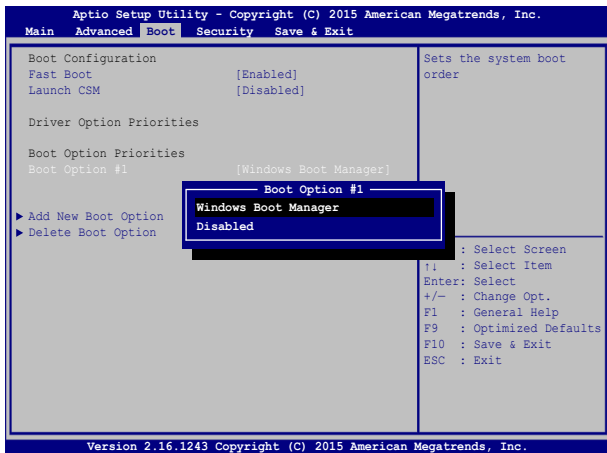 Aptio Setup Utility - Copyright (C) 2015 American Megatrends, Inc.
Main Advanced Boot Security Save & Exit
Boot Configuration
Fast Boot [Enabled]
Launch CSM [Disabled]
Driver Option Priorities
Boot Option Priorities
Boot Option #1 [Windows Boot Manager]
▶ Add New Boot Option
▶ Delete Boot Option
Boot Option #1
Windows Boot Manager
Disabled
Sets the system boot
order
: Select Screen
↑↓ : Select Item
Enter: Select
+/— : Change Opt.
F1 : General Help
F9 : Optimized Defaults
F10 : Save & Exit
ESC : Exit
Version 2.16.1243 Copyright (C) 2015 American Megatrends, Inc.